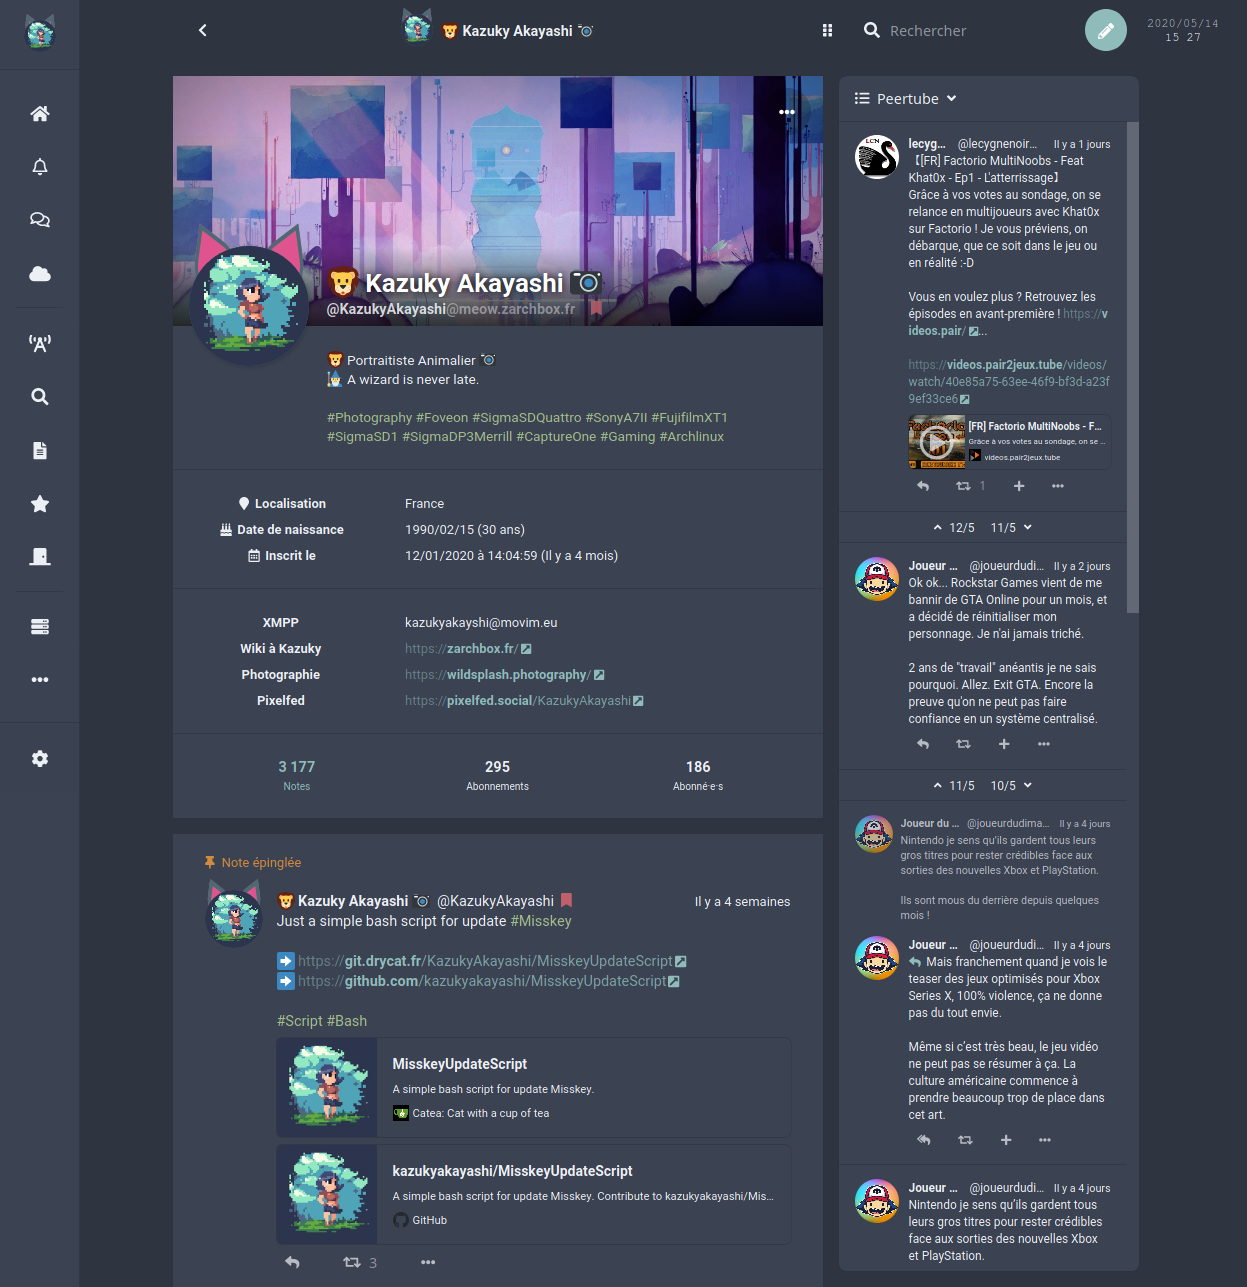 Kazuky Akayashi
Rechercher
2020/05/14
15 27
Kazuky Akayashi
@KazukyAkayashi@meow.zarchbox.fr
Portraitiste Animalier
A wizard is never late.
#Photography #Foveon #SigmaSDQuattro #SonyA7II #FujifilmXT1
#SigmaSD1 #SigmaDP3Merrill #CaptureOne #Gaming #Archlinux
Localisation France
Date de naissance 1990/02/15 (30 ans)
Inscrit le 12/01/2020 à 14:04:59 (Il y a 4 mois)
XMPP kazukyakayshi@movim.eu
Wiki à Kazuky https://zarchbox.fr/
Photographie https://wildsplash.photography/
Pixelfed https://pixelfed.social/KazukyAkayashi
3 177 295 186
Notes Abonnements Abonné·e·s
Note épinglée
Kazuky Akayashi @KazukyAkayashi Il y a 4 semaines
Just a simple bash script for update #Misskey
https://git.drycat.fr/KazukyAkayashi/MisskeyUpdateScript
https://github.com/kazukyakayashi/MisskeyUpdateScript
#Script #Bash
MisskeyUpdateScript
A simple bash script for update Misskey.
Catea: Cat with a cup of tea
kazukyakayashi/MisskeyUpdateScript
A simple bash script for update Misskey. Contribute to kazukyakayashi/Mis...
GitHub
3
Peertube
lecyg... @lecygnenoir... Il y a 1 jours
【[FR] Factorio MultiNoobs - Feat
Khat0x - Ep1 - L'atterrissage】
Grâce à vos votes au sondage, on se
relance en multijoueurs avec Khat0x
sur Factorio ! Je vous préviens, on
débarque, que ce soit dans le jeu ou
en réalité :-D
Vous en voulez plus ? Retrouvez les
épisodes en avant-première ! https://v
ideos.pair/...
https://videos.pair2jeux.tube/videos/
watch/40e85a75-63ee-46f9-bf3d-a23f
9ef33ce6
[FR] Factorio MultiNoobs - F...
Grâce à vos votes au sondage, on se ...
videos.pair2jeux.tube
1
12/5 11/5
Joueur ... @joueurdudi... Il y a 2 jours
Ok ok... Rockstar Games vient de me
bannir de GTA Online pour un mois, et
a décidé de réinitialiser mon
personnage. Je n'ai jamais triché.
2 ans de "travail" anéantis je ne sais
pourquoi. Allez. Exit GTA. Encore la
preuve qu'on ne peut pas faire
confiance en un système centralisé.
11/5 10/5
Joueur du ... @joueurdudima... Il y a 4 jours
Nintendo je sens qu'ils gardent tous leurs
gros titres pour rester crédibles face aux
sorties des nouvelles Xbox et PlayStation.
Ils sont mous du derrière depuis quelques
mois !
Joueur ... @joueurdudi... Il y a 4 jours
Mais franchement quand je vois le
teaser des jeux optimisés pour Xbox
Series X, 100% violence, ça ne donne
pas du tout envie.
Même si c'est très beau, le jeu vidéo
ne peut pas se résumer à ça. La
culture américaine commence à
prendre beaucoup trop de place dans
cet art.
Joueur ... @joueurdudi... Il y a 4 jours
Nintendo je sens qu'ils gardent tous
leurs gros titres pour rester crédibles
face aux sorties des nouvelles Xbox
et PlayStation.